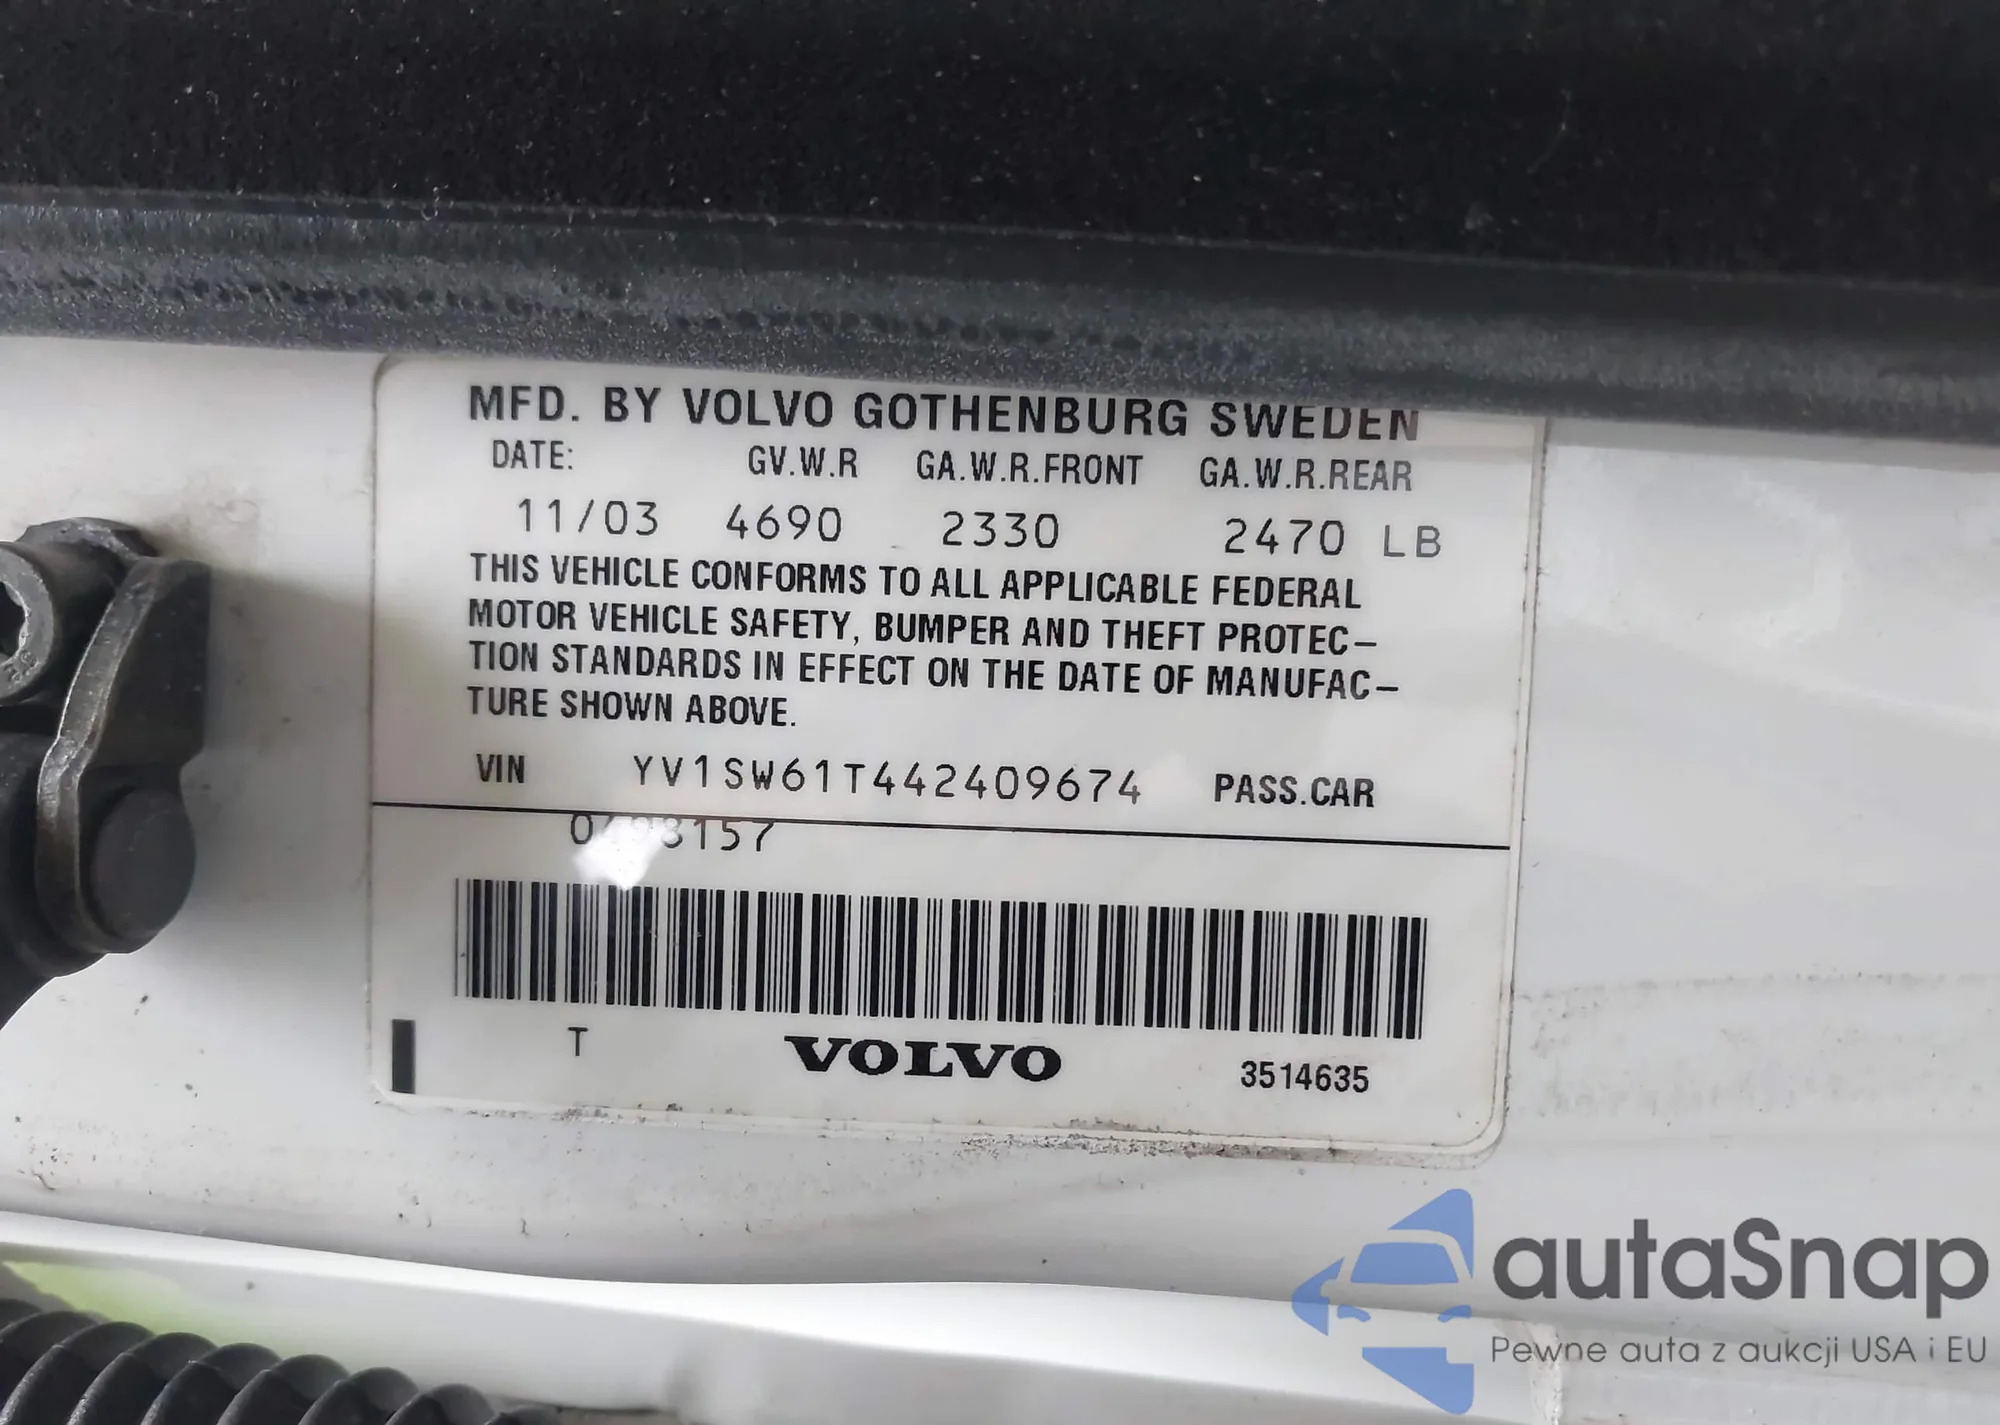 MFD. BY VOLVO GOTHENBURG SWEDEN
DATE: GV.W.R GA.W.R.FRONT GA.W.R.REAR
11/03 4690 2330 2470 LB
THIS VEHICLE CONFORMS TO ALL APPLICABLE FEDERAL
MOTOR VEHICLE SAFETY, BUMPER AND THEFT PROTEC-
TION STANDARDS IN EFFECT ON THE DATE OF MANUFAC-
TURE SHOWN ABOVE.
VIN YV1SW61T442409674 PASS.CAR
T VOLVO 3514635
autaSnap
Pewne auta z aukcji USA i EU